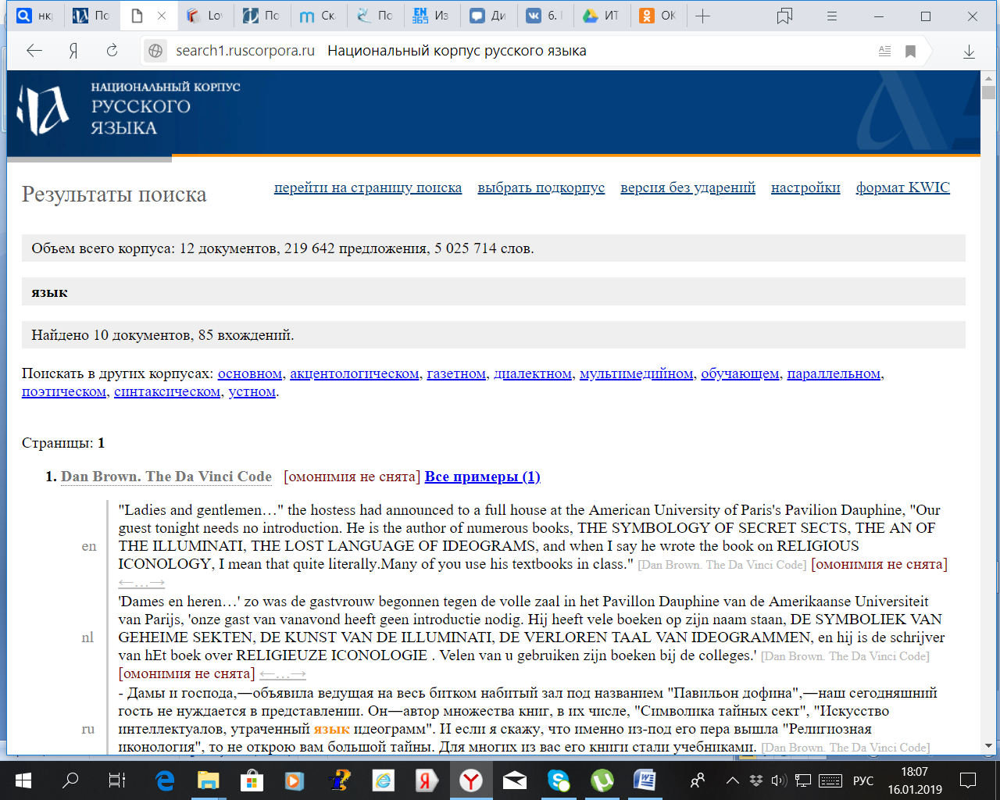 нк
По
Lo
По
Ск
По
Из
Ди
6.
ИТ
ОК
search1.ruscorpora.ru Национальный корпус русского языка
НАЦИОНАЛЬНЫЙ КОРПУС
РУССКОГО
ЯЗЫКА
Результаты поиска
перейти на страницу поиска выбрать подкорпус версия без ударений настройки формат KWIC
Объем всего корпуса: 12 документов, 219 642 предложения, 5 025 714 слов.
язык
Найдено 10 документов, 85 вхождений.
Поискать в других корпусах: основном, акцентологическом, газетном, диалектном, мультимедийном, обучающем, параллельном,
поэтическом, синтаксическом, устном.
Страницы: 1
1. Dan Brown. The Da Vinci Code [омонимия не снята] Все примеры (1)
"Ladies and gentlemen…" the hostess had announced to a full house at the American University of Paris's Pavilion Dauphine, "Our
guest tonight needs no introduction. He is the author of numerous books, THE SYMBOLOGY OF SECRET SECTS, THE AN OF
en THE ILLUMINATI, THE LOST LANGUAGE OF IDEOGRAMS, and when I say he wrote the book on RELIGIOUS
ICONOLOGY, I mean that quite literally.Many of you use his textbooks in class." [Dan Brown. The Da Vinci Code] [омонимия не снята]
←…→
'Dames en heren…' zo was de gastvrouw begonnen tegen de volle zaal in het Pavillon Dauphine van de Amerikaanse Universiteit
van Parijs, 'onze gast van vanavond heeft geen introductie nodig. Hij heeft vele boeken op zijn naam staan, DE SYMBOLIEK VAN
nl GEHEIME SEKTEN, DE KUNST VAN DE ILLUMINATI, DE VERLOREN TAAL VAN IDEOGRAMMEN, en hij is de schrijver
van hEt boek over RELIGIEUZE ICONOLOGIE . Velen van u gebruiken zijn boeken bij de colleges.' [Dan Brown. The Da Vinci Code]
[омонимия не снята] ←…→
- Дамы и господа,—объявила ведущая на весь битком набитый зал под названием "Павильон дофина",—наш сегодняшний
гость не нуждается в представлении. Он—автор множества книг, в их числе, "Символика тайных сект", "Искусство
ru интеллектуалов, утраченный язык идеограмм". И если я скажу, что именно из-под его пера вышла "Религиозная
иконология", то не открою вам большой тайны. Для многих из вас его книги стали учебниками. [Dan Brown. The Da Vinci Code]
РУС
18:07
16.01.2019